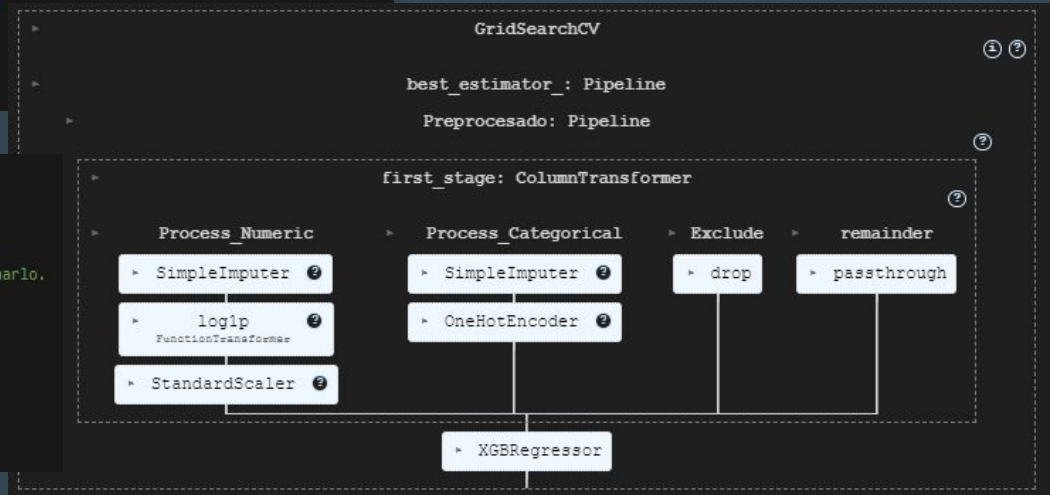 GridSearchCV
i ?
best_estimator_: Pipeline
Preprocesado: Pipeline
?
first_stage: ColumnTransformer
?
Process_Numeric Process_Categorical Exclude remainder
SimpleImputer ? SimpleImputer ? drop passthrough
log1p ? OneHotEncoder ?
FunctionTransformer
StandardScaler ?
XGBRegressor